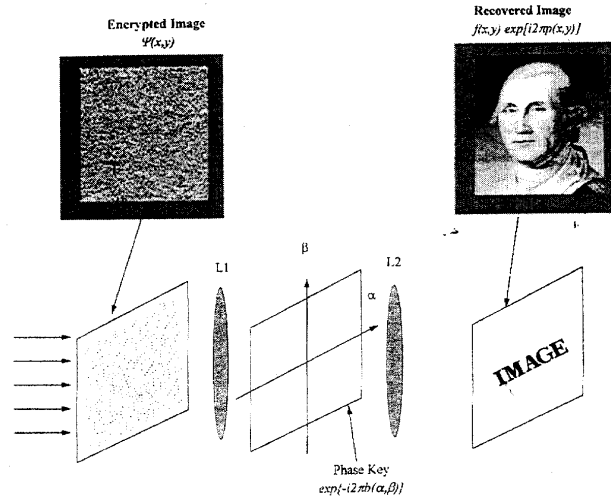 Encrypted Image
Ψ(x,y)
Recovered Image
f(x,y) exp[i2πp(x,y)]
β
L1
L2
α
IMAGE
Phase Key
exp{-i2πb(α,β)}